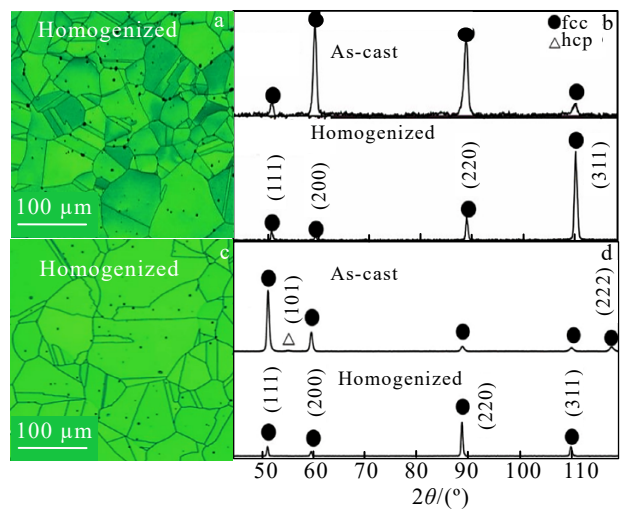 Homogenized
a
100 µm
b
●fcc
△hcp
As-cast
Homogenized
(111)
(200)
(220)
(311)
Homogenized
c
100 µm
d
As-cast
(101)
(222)
Homogenized
(111)
(200)
(220)
(311)
50 60 70 80 90 100 110
2θ/(º)